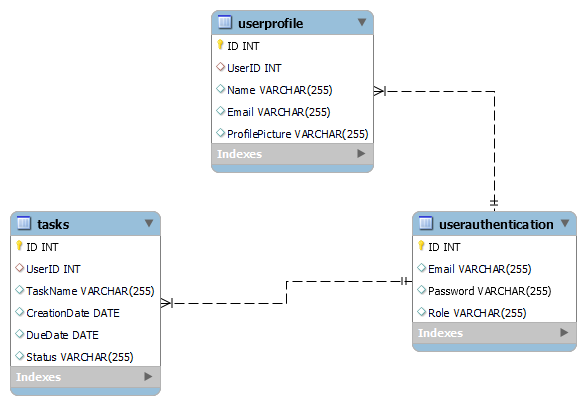 userprofile
ID INT
UserID INT
Name VARCHAR(255)
Email VARCHAR(255)
ProfilePicture VARCHAR(255)
Indexes
tasks
ID INT
UserID INT
TaskName VARCHAR(255)
CreationDate DATE
DueDate DATE
Status VARCHAR(255)
Indexes
userauthentication
ID INT
Email VARCHAR(255)
Password VARCHAR(255)
Role VARCHAR(255)
Indexes